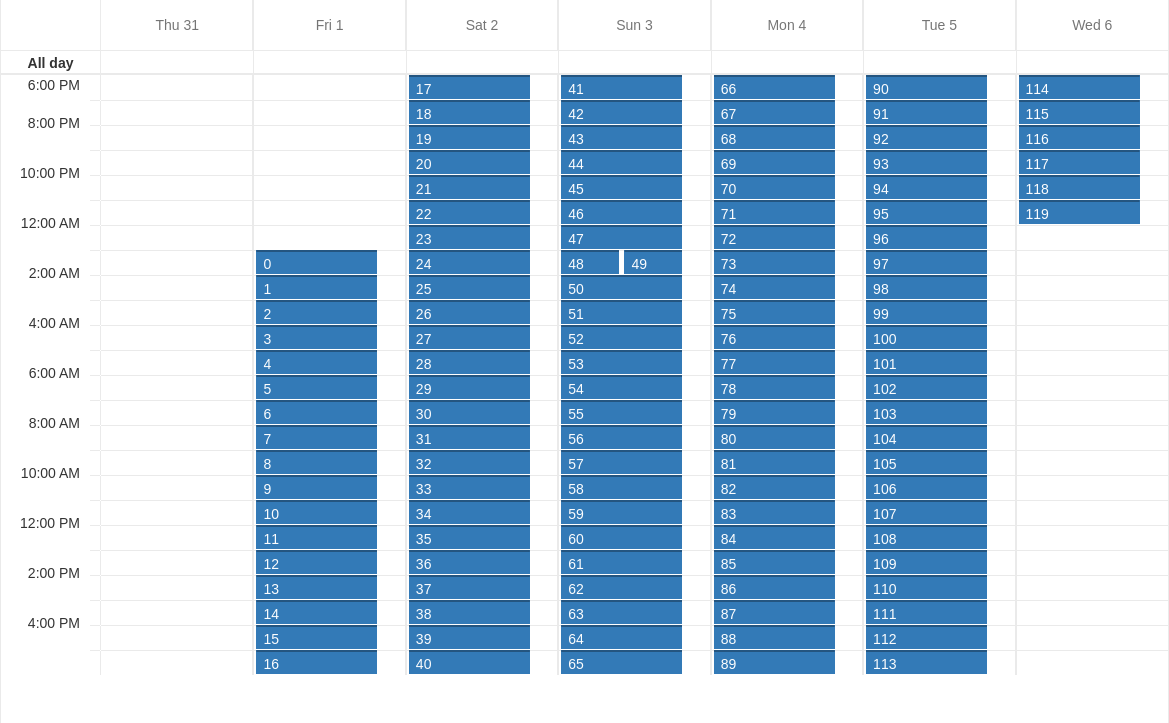 Thu 31 Fri 1 Sat 2 Sun 3 Mon 4 Tue 5 Wed 6
All day
6:00 PM 17 41 66 90 114
18 42 67 91 115
8:00 PM 19 43 68 92 116
20 44 69 93 117
10:00 PM 21 45 70 94 118
22 46 71 95 119
12:00 AM 23 47 72 96
0 24 48 49 73 97
2:00 AM 1 25 50 74 98
2 26 51 75 99
4:00 AM 3 27 52 76 100
4 28 53 77 101
6:00 AM 5 29 54 78 102
6 30 55 79 103
8:00 AM 7 31 56 80 104
8 32 57 81 105
10:00 AM 9 33 58 82 106
10 34 59 83 107
12:00 PM 11 35 60 84 108
12 36 61 85 109
2:00 PM 13 37 62 86 110
14 38 63 87 111
4:00 PM 15 39 64 88 112
16 40 65 89 113